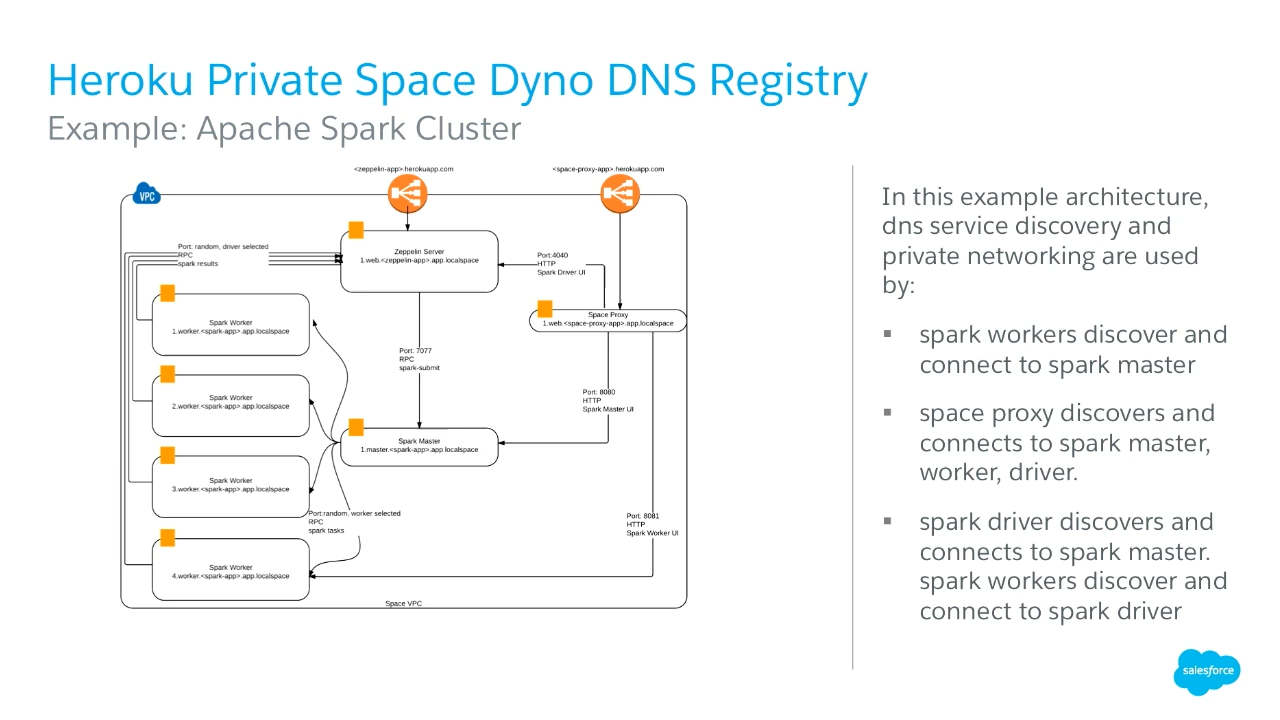 Heroku Private Space Dyno DNS Registry
Example: Apache Spark Cluster
<zeppelin-app>.herokuapp.com
<space-proxy-app>.herokuapp.com
VPC
Port: random, driver selected
RPC
spark results
Zeppelin Server
1.web.<zeppelin-app>.app.localspace
Port:4040
HTTP
Spark Driver UI
Space Proxy
1.web.<space-proxy-app>.app.localspace
Spark Worker
1.worker.<spark-app>.app.localspace
Port: 7077
RPC
spark-submit
Spark Worker
2.worker.<spark-app>.app.localspace
Port: 8080
HTTP
Spark Master UI
Spark Master
1.master.<spark-app>.app.localspace
Spark Worker
3.worker.<spark-app>.app.localspace
Port:random, worker selected
RPC
spark tasks
Port: 8081
HTTP
Spark Worker UI
Spark Worker
4.worker.<spark-app>.app.localspace
Space VPC
In this example architecture,
dns service discovery and
private networking are used
by:
▪ spark workers discover and
connect to spark master
▪ space proxy discovers and
connects to spark master,
worker, driver.
▪ spark driver discovers and
connects to spark master.
spark workers discover and
connect to spark driver
salesforce